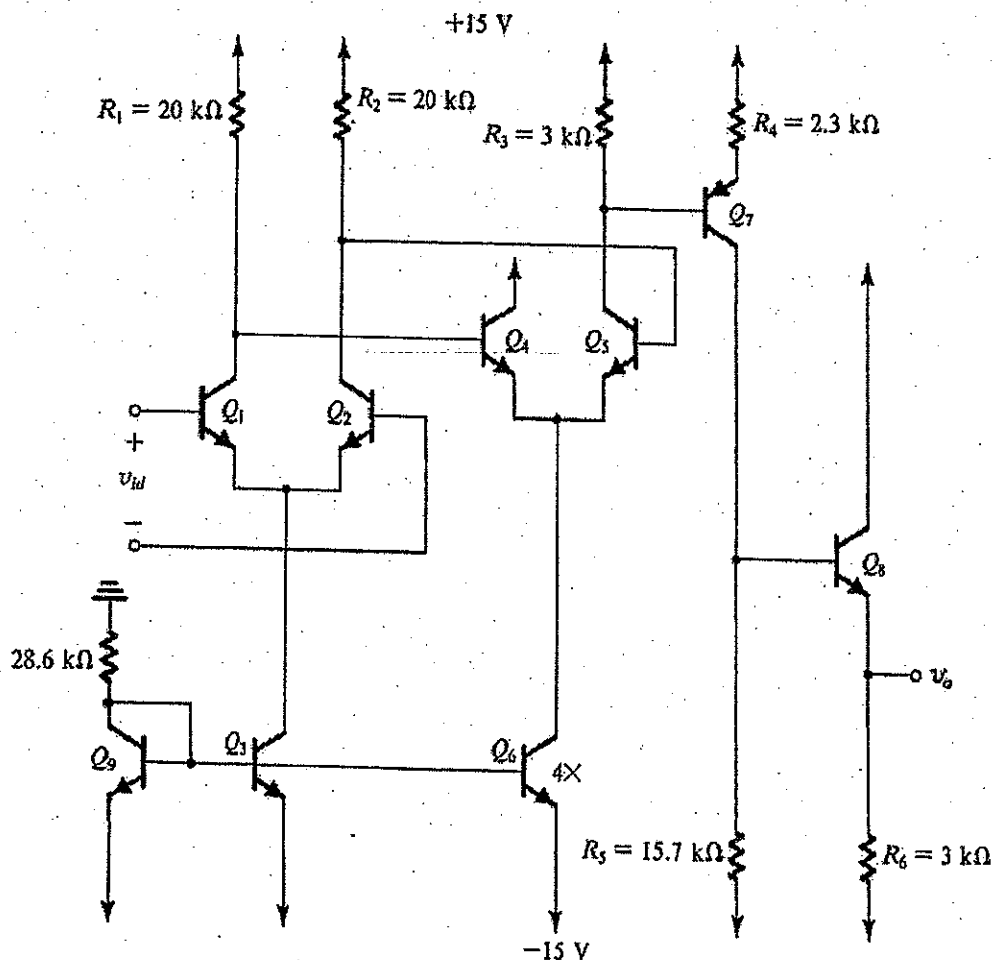 +15 V
R₁ = 20 kΩ
R₂ = 20 kΩ
R₃ = 3 kΩ
R₄ = 2.3 kΩ
Q₇
Q₄
Q₅
Q₁
Q₂
+
v_id
−
Q₈
28.6 kΩ
v_o
Q₉
Q₃
Q₆
4×
R₅ = 15.7 kΩ
R₆ = 3 kΩ
−15 V